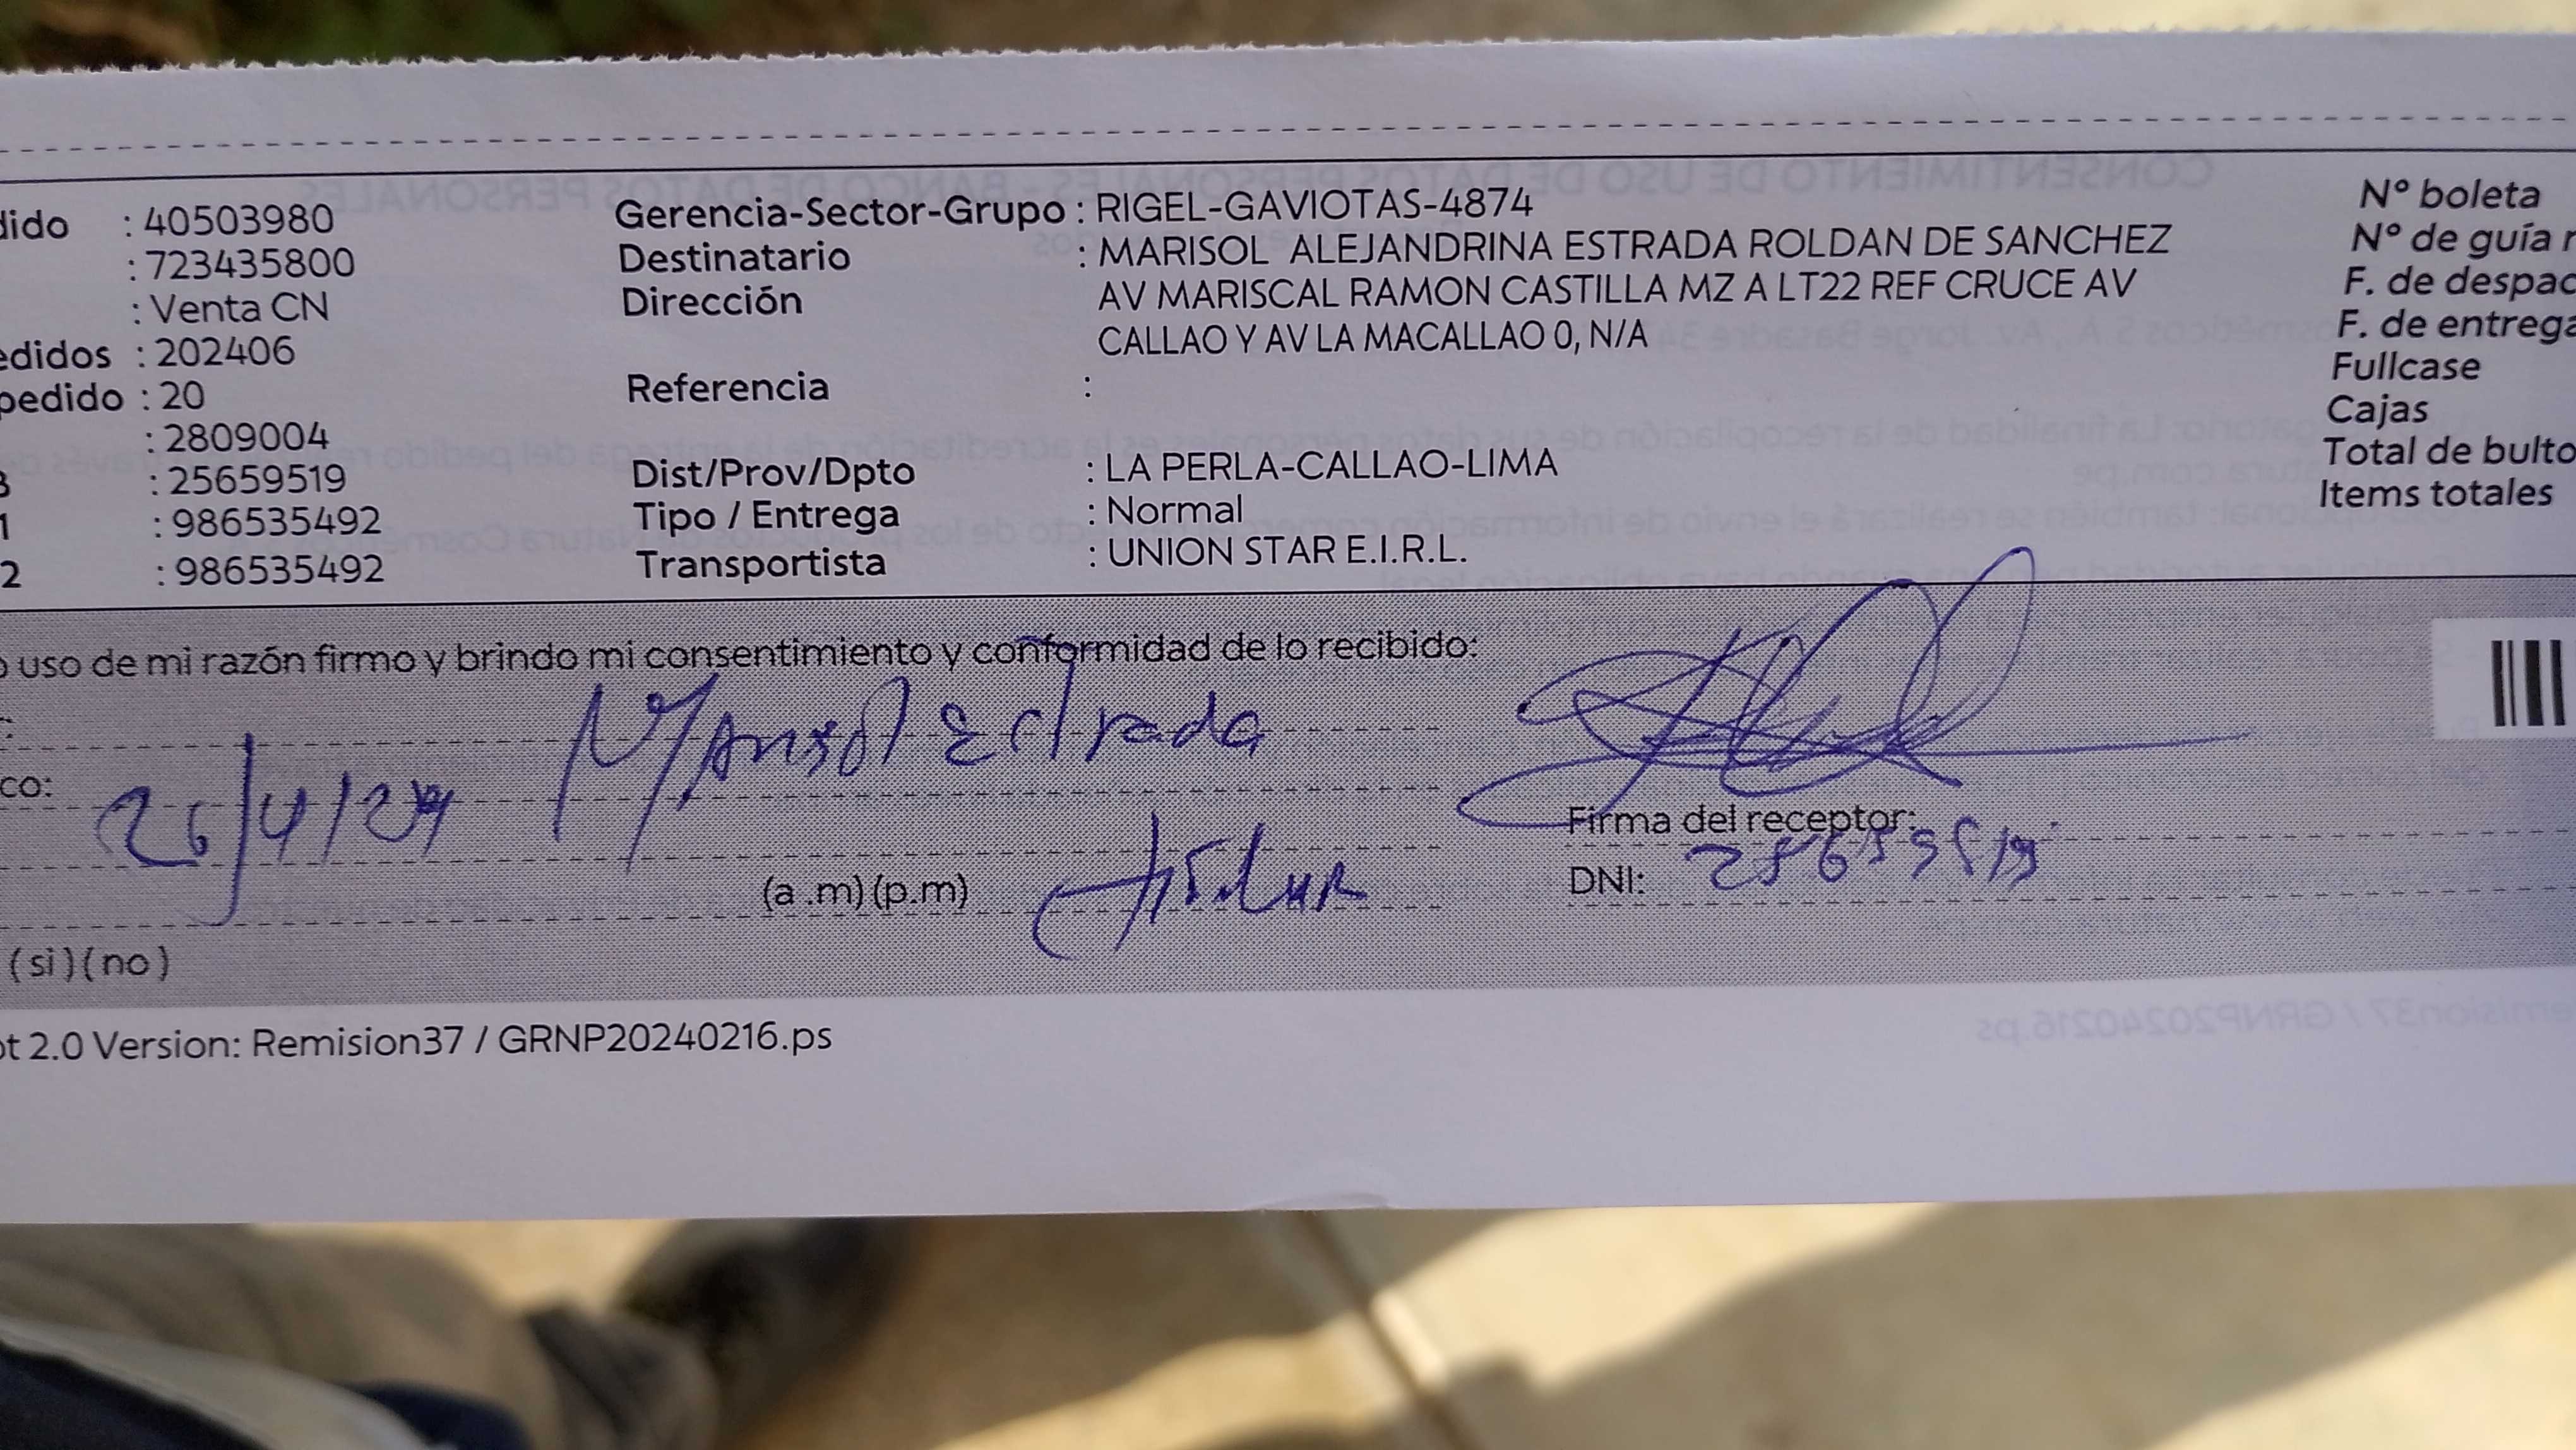 dido : 40503980 Gerencia-Sector-Grupo : RIGEL-GAVIOTAS-4874 N° boleta
: 723435800 Destinatario : MARISOL ALEJANDRINA ESTRADA ROLDAN DE SANCHEZ N° de guía r
: Venta CN Dirección AV MARISCAL RAMON CASTILLA MZ A LT22 REF CRUCE AV F. de despac
edidos : 202406 CALLAO Y AV LA MACALLAO 0, N/A F. de entrega
pedido : 20 Referencia : Fullcase
: 2809004 Cajas
: 25659519 Dist/Prov/Dpto : LA PERLA-CALLAO-LIMA Total de bulto
1 : 986535492 Tipo / Entrega : Normal Items totales
2 : 986535492 Transportista : UNION STAR E.I.R.L.
o uso de mi razón firmo y brindo mi consentimiento y conformidad de lo recibido:
Marisol Estrada
co: 26/4/24
Firma del receptor:
(a .m) (p.m) Titular DNI: 25659519
(si) (no)
ot 2.0 Version: Remision37 / GRNP20240216.ps